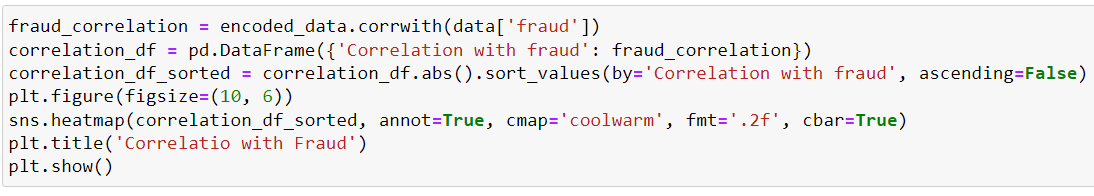 fraud_correlation = encoded_data.corrwith(data['fraud'])
correlation_df = pd.DataFrame({'Correlation with fraud': fraud_correlation})
correlation_df_sorted = correlation_df.abs().sort_values(by='Correlation with fraud', ascending=False)
plt.figure(figsize=(10, 6))
sns.heatmap(correlation_df_sorted, annot=True, cmap='coolwarm', fmt='.2f', cbar=True)
plt.title('Correlatio with Fraud')
plt.show()